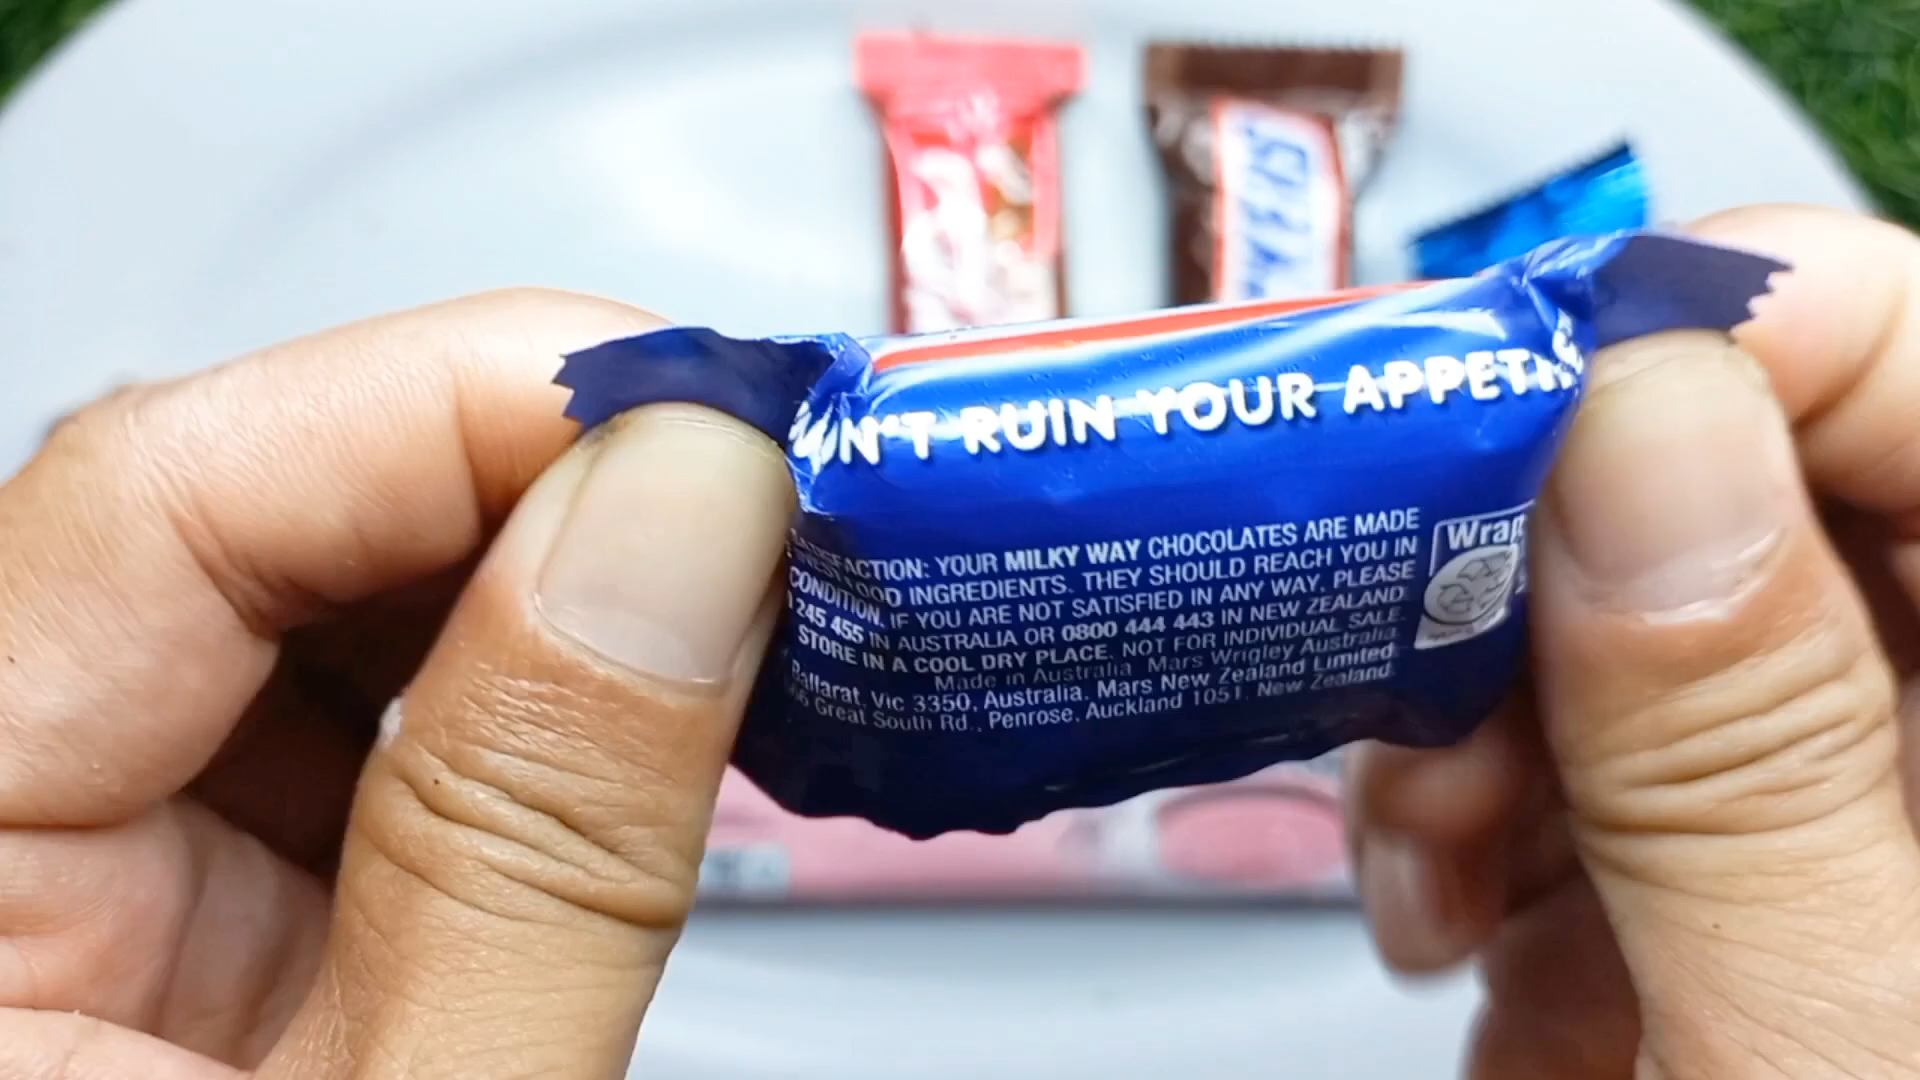 N'T RUIN YOUR APPETI
SATISFACTION: YOUR MILKY WAY CHOCOLATES ARE MADE
FOOD INGREDIENTS. THEY SHOULD REACH YOU IN
CONDITION. IF YOU ARE NOT SATISFIED IN ANY WAY, PLEASE
245 455 IN AUSTRALIA OR 0800 444 443 IN NEW ZEALAND
STORE IN A COOL DRY PLACE. NOT FOR INDIVIDUAL SALE.
Made in Australia Mars Wrigley Australia
Ballarat, Vic 3350, Australia. Mars New Zealand Limited
Great South Rd., Penrose, Auckland 1051, New Zealand.
Wrap